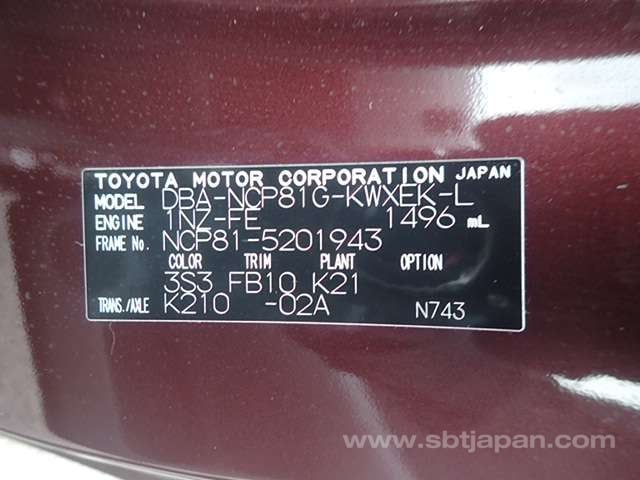 TOYOTA MOTOR CORPORATION JAPAN
MODEL DBA-NCP81G-KWXEK-L
ENGINE 1NZ-FE 1496 mL
FRAME No. NCP81-5201943
COLOR TRIM PLANT OPTION
3S3 FB10 K21
TRANS./AXLE K210 -02A N743
www.sbtjapan.com